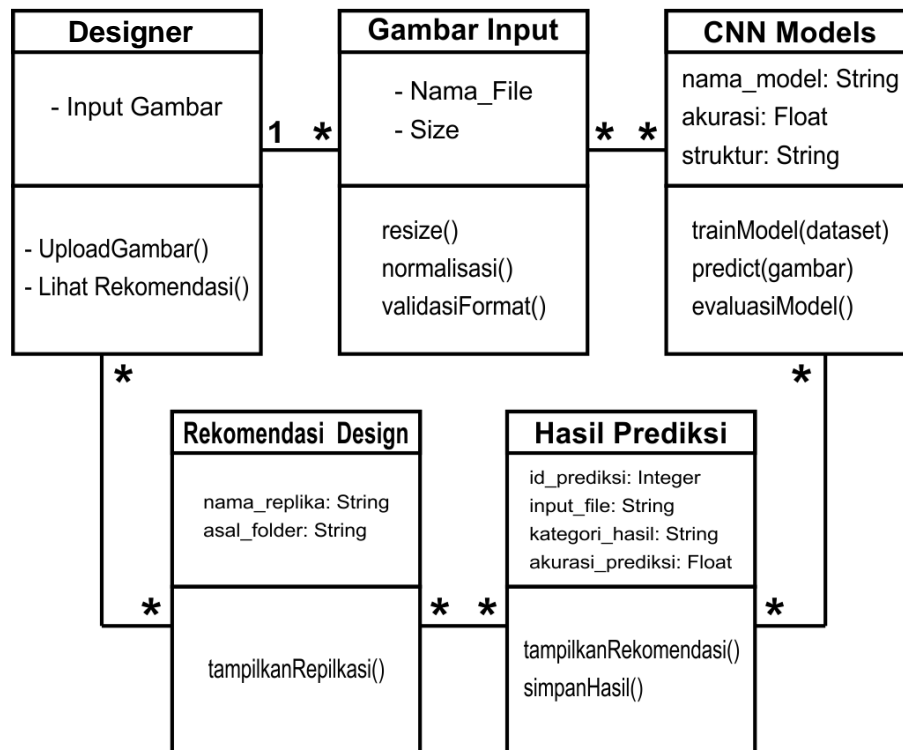 Designer
- Input Gambar
- UploadGambar()
- Lihat Rekomendasi()
1 *
Gambar Input
- Nama_File
- Size
resize()
normalisasi()
validasiFormat()
* *
CNN Models
nama_model: String
akurasi: Float
struktur: String
trainModel(dataset)
predict(gambar)
evaluasiModel()
* *
Rekomendasi Design
nama_replika: String
asal_folder: String
tampilkanRepilkasi()
* * *
Hasil Prediksi
id_prediksi: Integer
input_file: String
kategori_hasil: String
akurasi_prediksi: Float
tampilkanRekomendasi()
simpanHasil()
*